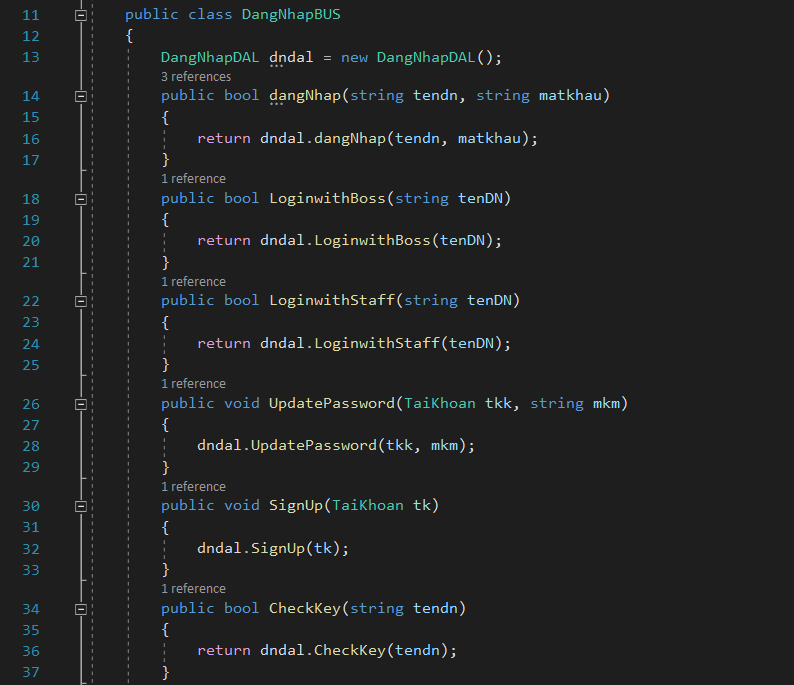 11 public class DangNhapBUS
12 {
13 DangNhapDAL dndal = new DangNhapDAL();
3 references
14 public bool dangNhap(string tendn, string matkhau)
15 {
16 return dndal.dangNhap(tendn, matkhau);
17 }
1 reference
18 public bool LoginwithBoss(string tenDN)
19 {
20 return dndal.LoginwithBoss(tenDN);
21 }
1 reference
22 public bool LoginwithStaff(string tenDN)
23 {
24 return dndal.LoginwithStaff(tenDN);
25 }
1 reference
26 public void UpdatePassword(TaiKhoan tkk, string mkm)
27 {
28 dndal.UpdatePassword(tkk, mkm);
29 }
1 reference
30 public void SignUp(TaiKhoan tk)
31 {
32 dndal.SignUp(tk);
33 }
1 reference
34 public bool CheckKey(string tendn)
35 {
36 return dndal.CheckKey(tendn);
37 }